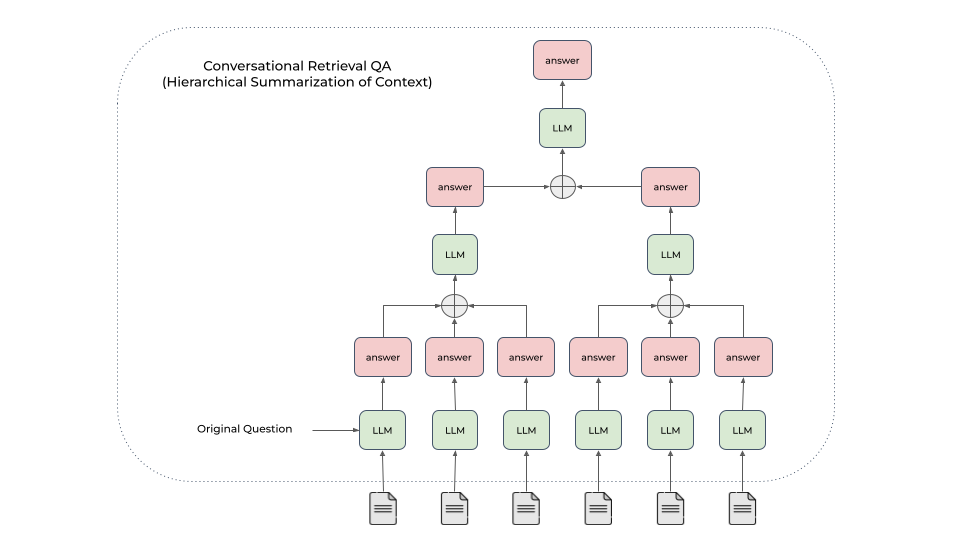 Conversational Retrieval QA
(Hierarchical Summarization of Context)
answer
LLM
answer
answer
LLM
LLM
answer
answer
answer
answer
answer
answer
Original Question
LLM
LLM
LLM
LLM
LLM
LLM